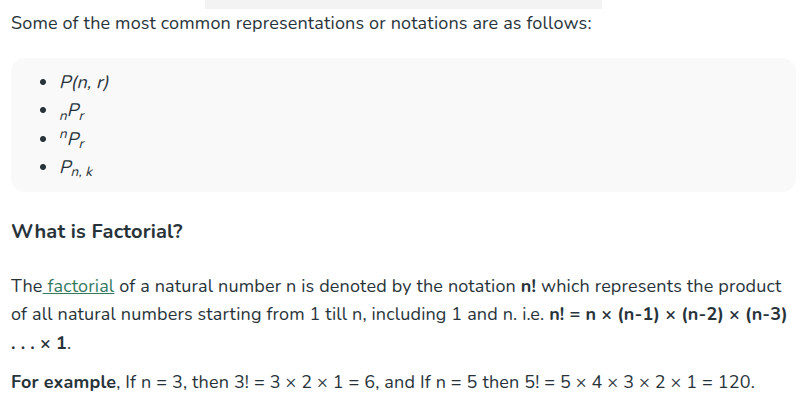 Some of the most common representations or notations are as follows:
• P(n, r)
• ₙPᵣ
• ⁿPᵣ
• Pₙ, ₖ
What is Factorial?
The factorial of a natural number n is denoted by the notation n! which represents the product
of all natural numbers starting from 1 till n, including 1 and n. i.e. n! = n × (n-1) × (n-2) × (n-3)
. . . × 1.
For example, If n = 3, then 3! = 3 × 2 × 1 = 6, and If n = 5 then 5! = 5 × 4 × 3 × 2 × 1 = 120.